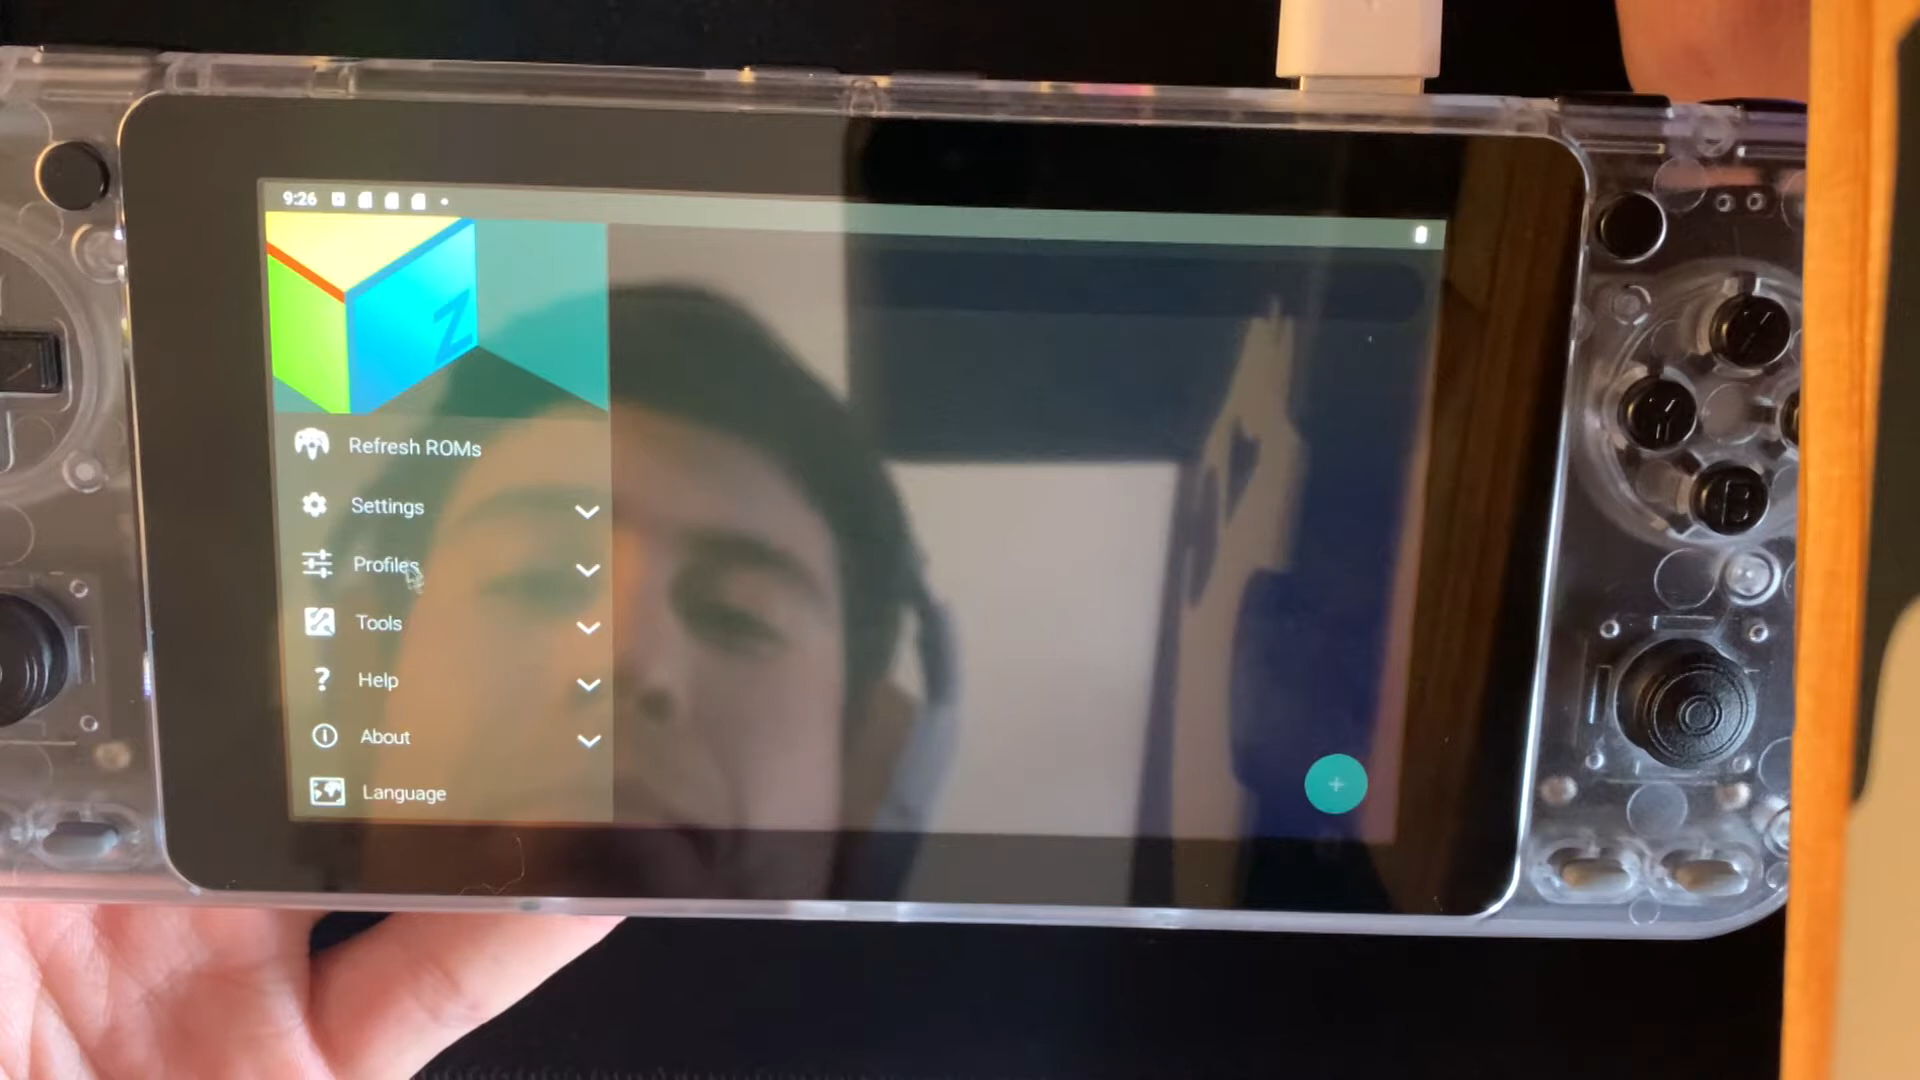 9:26
Z
Refresh ROMs
Settings
Profiles
Tools
Help
About
Language
+
Y
B